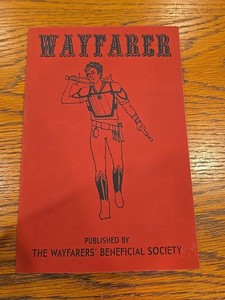 WAYFARER
PUBLISHED BY
THE WAYFARERS' BENEFICIAL SOCIETY